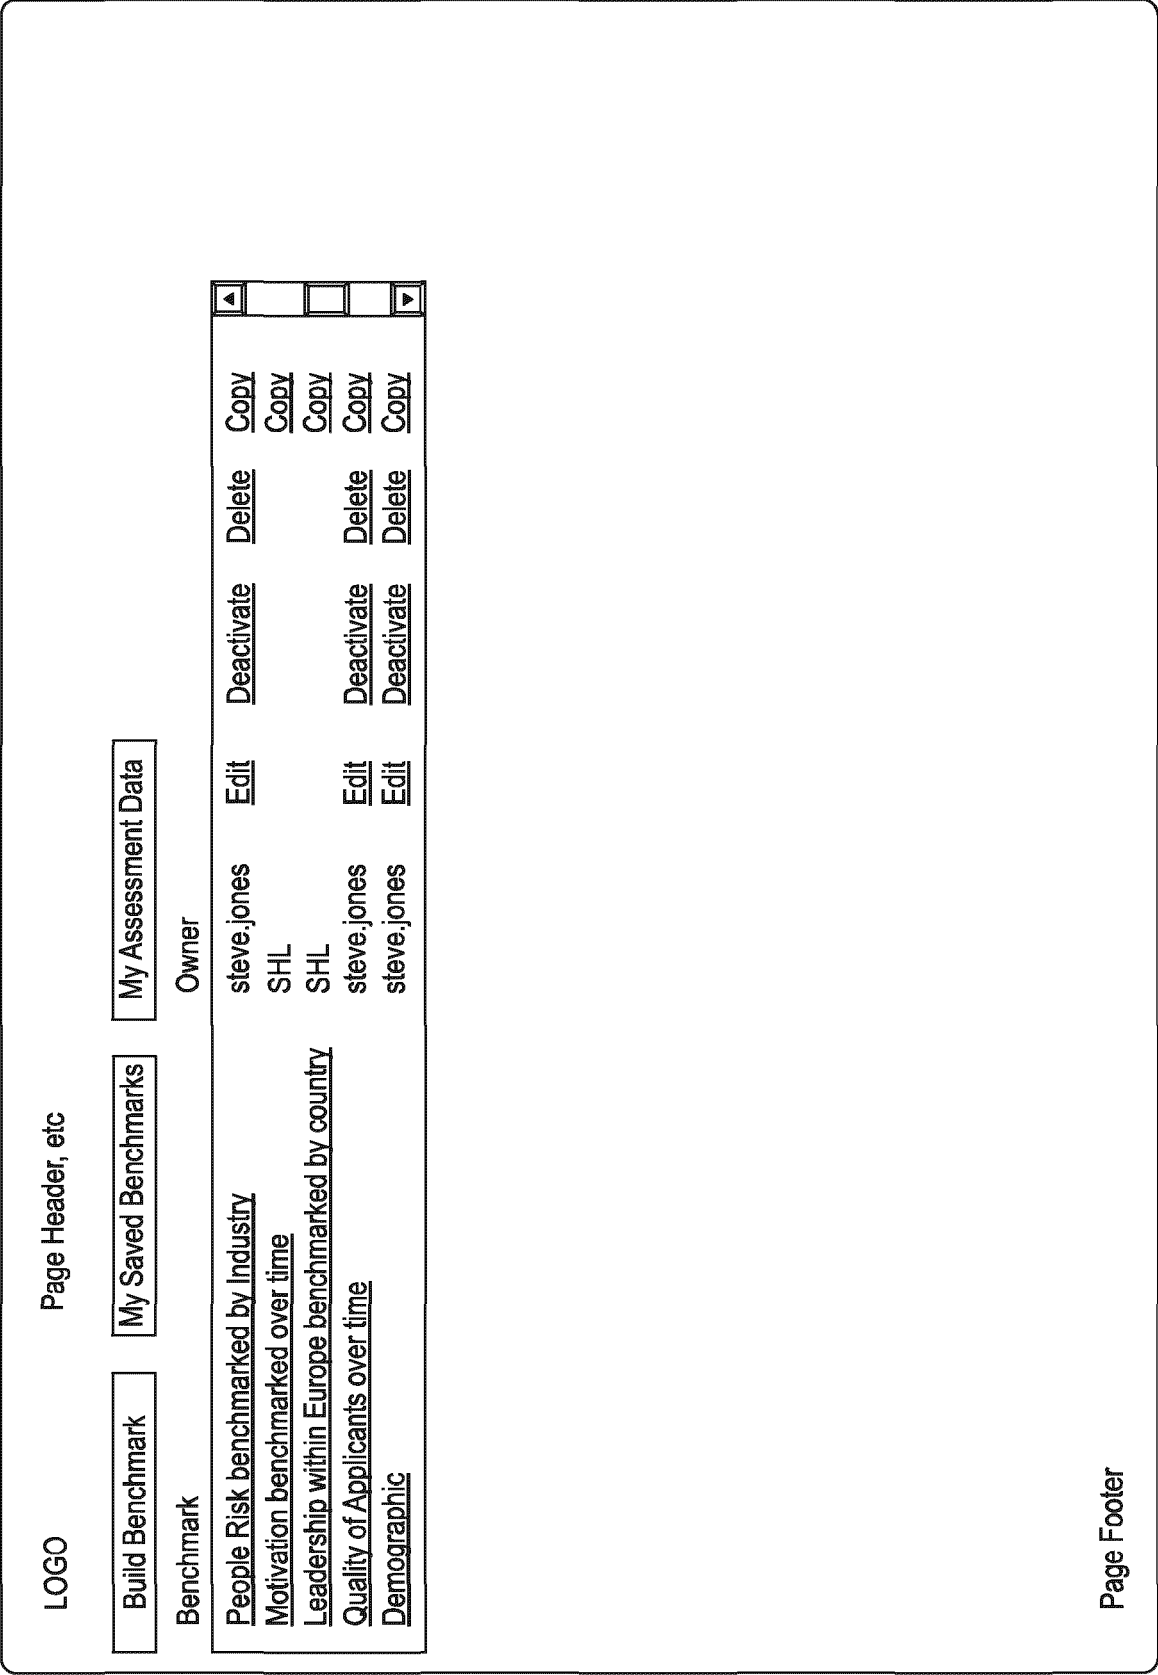 LOGO Page Header, etc
Build Benchmark My Saved Benchmarks My Assessment Data
Benchmark Owner
People Risk benchmarked by Industry steve.jones Edit Deactivate Delete Copy
Motivation benchmarked over time SHL Copy
Leadership within Europe benchmarked by country SHL Copy
Quality of Applicants over time steve.jones Edit Deactivate Delete Copy
Demographic steve.jones Edit Deactivate Delete Copy
Page Footer